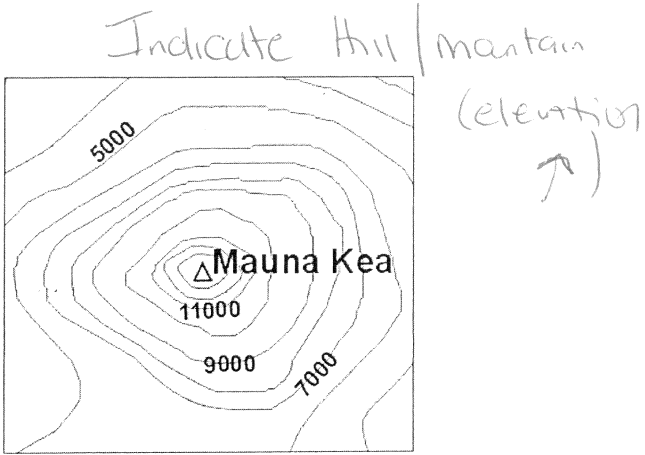 Indicate Hill/mantain
(elevation
↑)
5000
Mauna Kea
11000
9000
7000